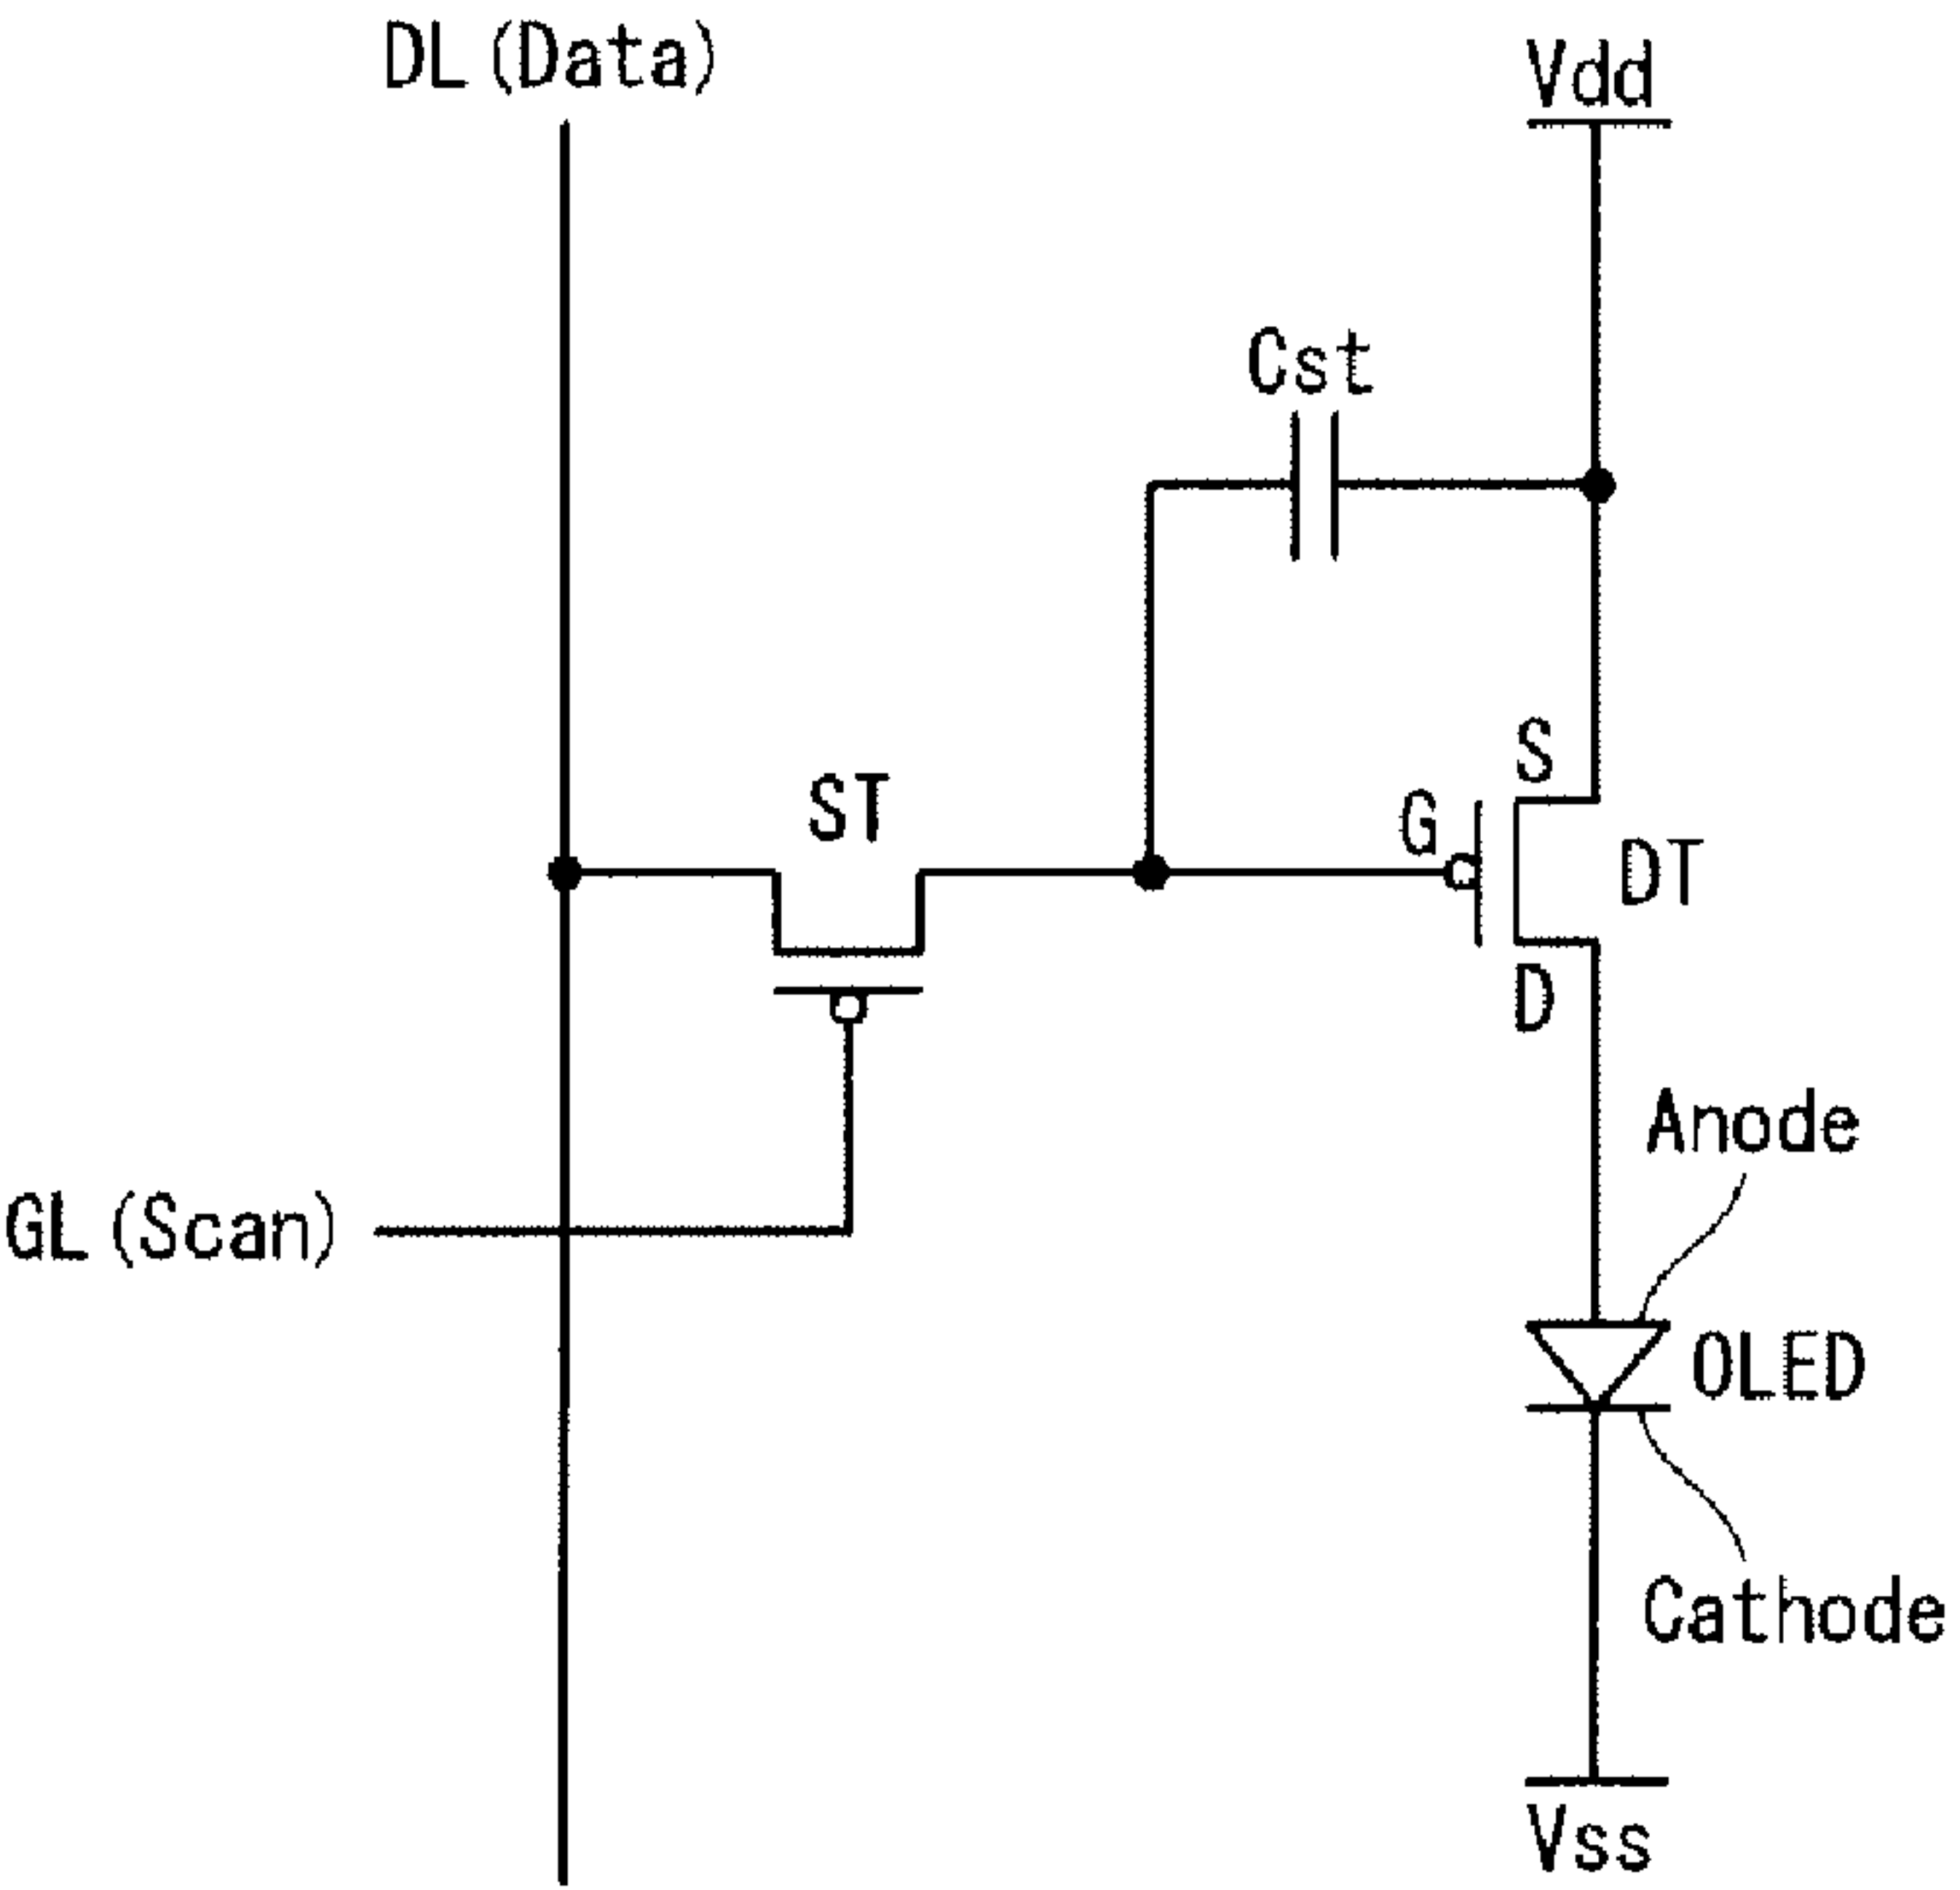 DL(Data)
Vdd
Cst
S
ST
G
DT
D
Anode
GL(Scan)
OLED
Cathode
Vss